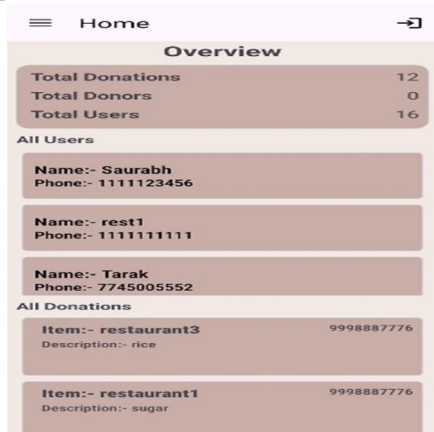 Home
Overview
Total Donations 12
Total Donors 0
Total Users 16
All Users
Name:- Saurabh
Phone:- 1111123456
Name:- rest1
Phone:- 1111111111
Name:- Tarak
Phone:- 7745005552
All Donations
Item:- restaurant3 9998887776
Description:- rice
Item:- restaurant1 9998887776
Description:- sugar